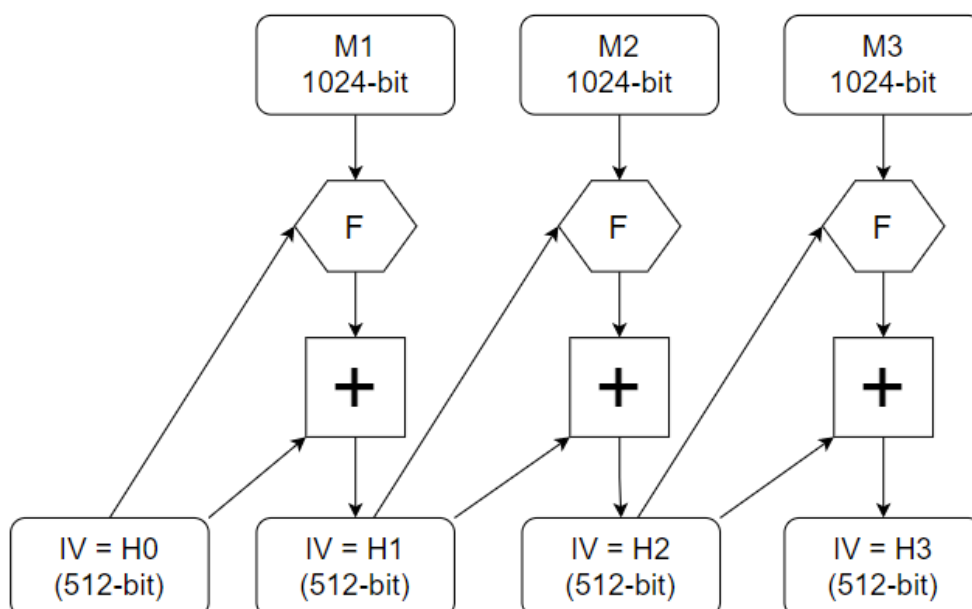 M1
1024-bit
M2
1024-bit
M3
1024-bit
F
F
F
+
+
+
IV = H0
(512-bit)
IV = H1
(512-bit)
IV = H2
(512-bit)
IV = H3
(512-bit)